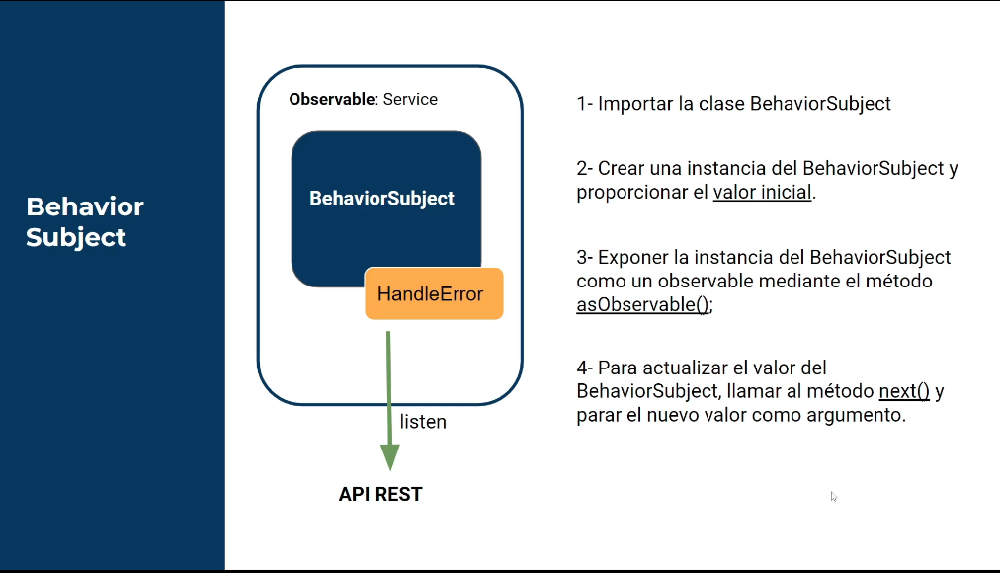 Behavior
Subject
Observable: Service
BehaviorSubject
HandleError
listen
API REST
1- Importar la clase BehaviorSubject
2- Crear una instancia del BehaviorSubject y
proporcionar el valor inicial.
3- Exponer la instancia del BehaviorSubject
como un observable mediante el método
asObservable();
4- Para actualizar el valor del
BehaviorSubject, llamar al método next() y
parar el nuevo valor como argumento.